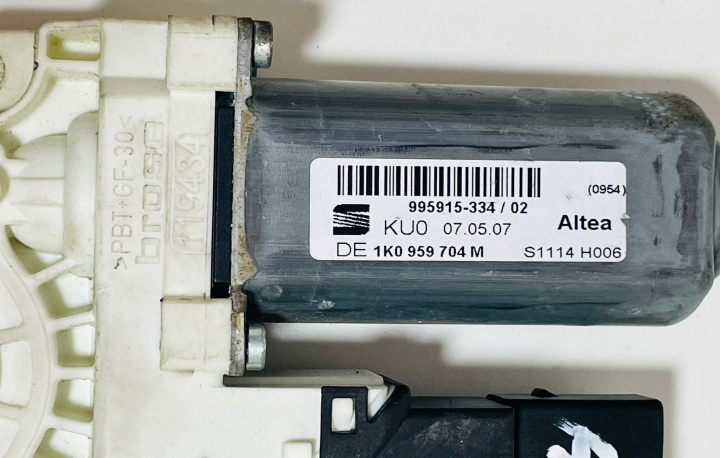 >PBT+GF-30<
brose
119434
(0954)
995915-334 / 02
KU0 07.05.07
Altea
DE 1K0 959 704 M
S1114 H006